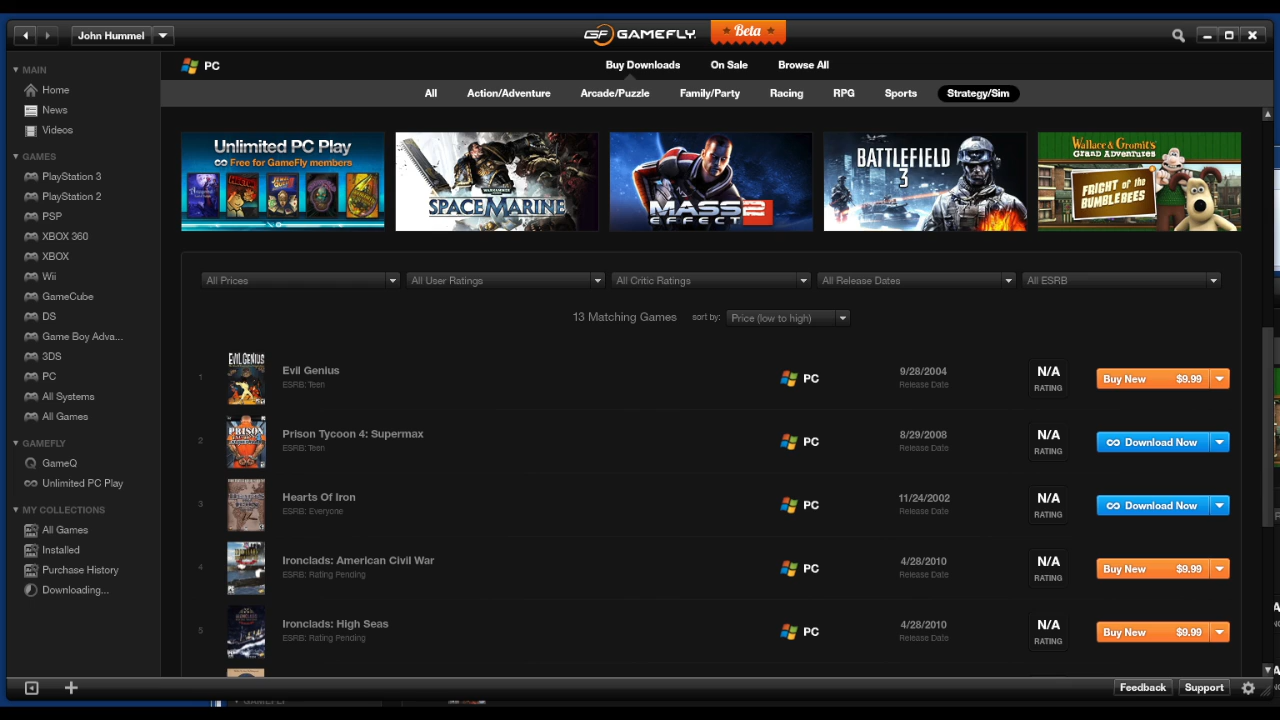 John Hummel
GAMEFLY.
Beta
MAIN
Home
News
Videos
GAMES
PlayStation 3
PlayStation 2
PSP
XBOX 360
XBOX
Wii
GameCube
DS
Game Boy Adva...
3DS
PC
All Systems
All Games
GAMEFLY
GameQ
Unlimited PC Play
MY COLLECTIONS
All Games
Installed
Purchase History
Downloading...
PC
Buy Downloads On Sale Browse All
All Action/Adventure Arcade/Puzzle Family/Party Racing RPG Sports Strategy/Sim
Unlimited PC Play
Free for GameFly members
WARHAMMER
SPACE MARINE
MASS EFFECT 2
BATTLEFIELD 3
Wallace & Gromit's
GRAND ADVENTURES
FRIGHT of the BUMBLEBEES
All Prices All User Ratings All Critic Ratings All Release Dates All ESRB
13 Matching Games sort by: Price (low to high)
1 Evil Genius PC 9/28/2004 N/A Buy New $9.99
ESRB: Teen Release Date RATING
2 Prison Tycoon 4: Supermax PC 8/29/2008 N/A Download Now
ESRB: Teen Release Date RATING
3 Hearts Of Iron PC 11/24/2002 N/A Download Now
ESRB: Everyone Release Date RATING
4 Ironclads: American Civil War PC 4/28/2010 N/A Buy New $9.99
ESRB: Rating Pending Release Date RATING
5 Ironclads: High Seas PC 4/28/2010 N/A Buy New $9.99
ESRB: Rating Pending Release Date RATING
Feedback Support
GAMEFLY